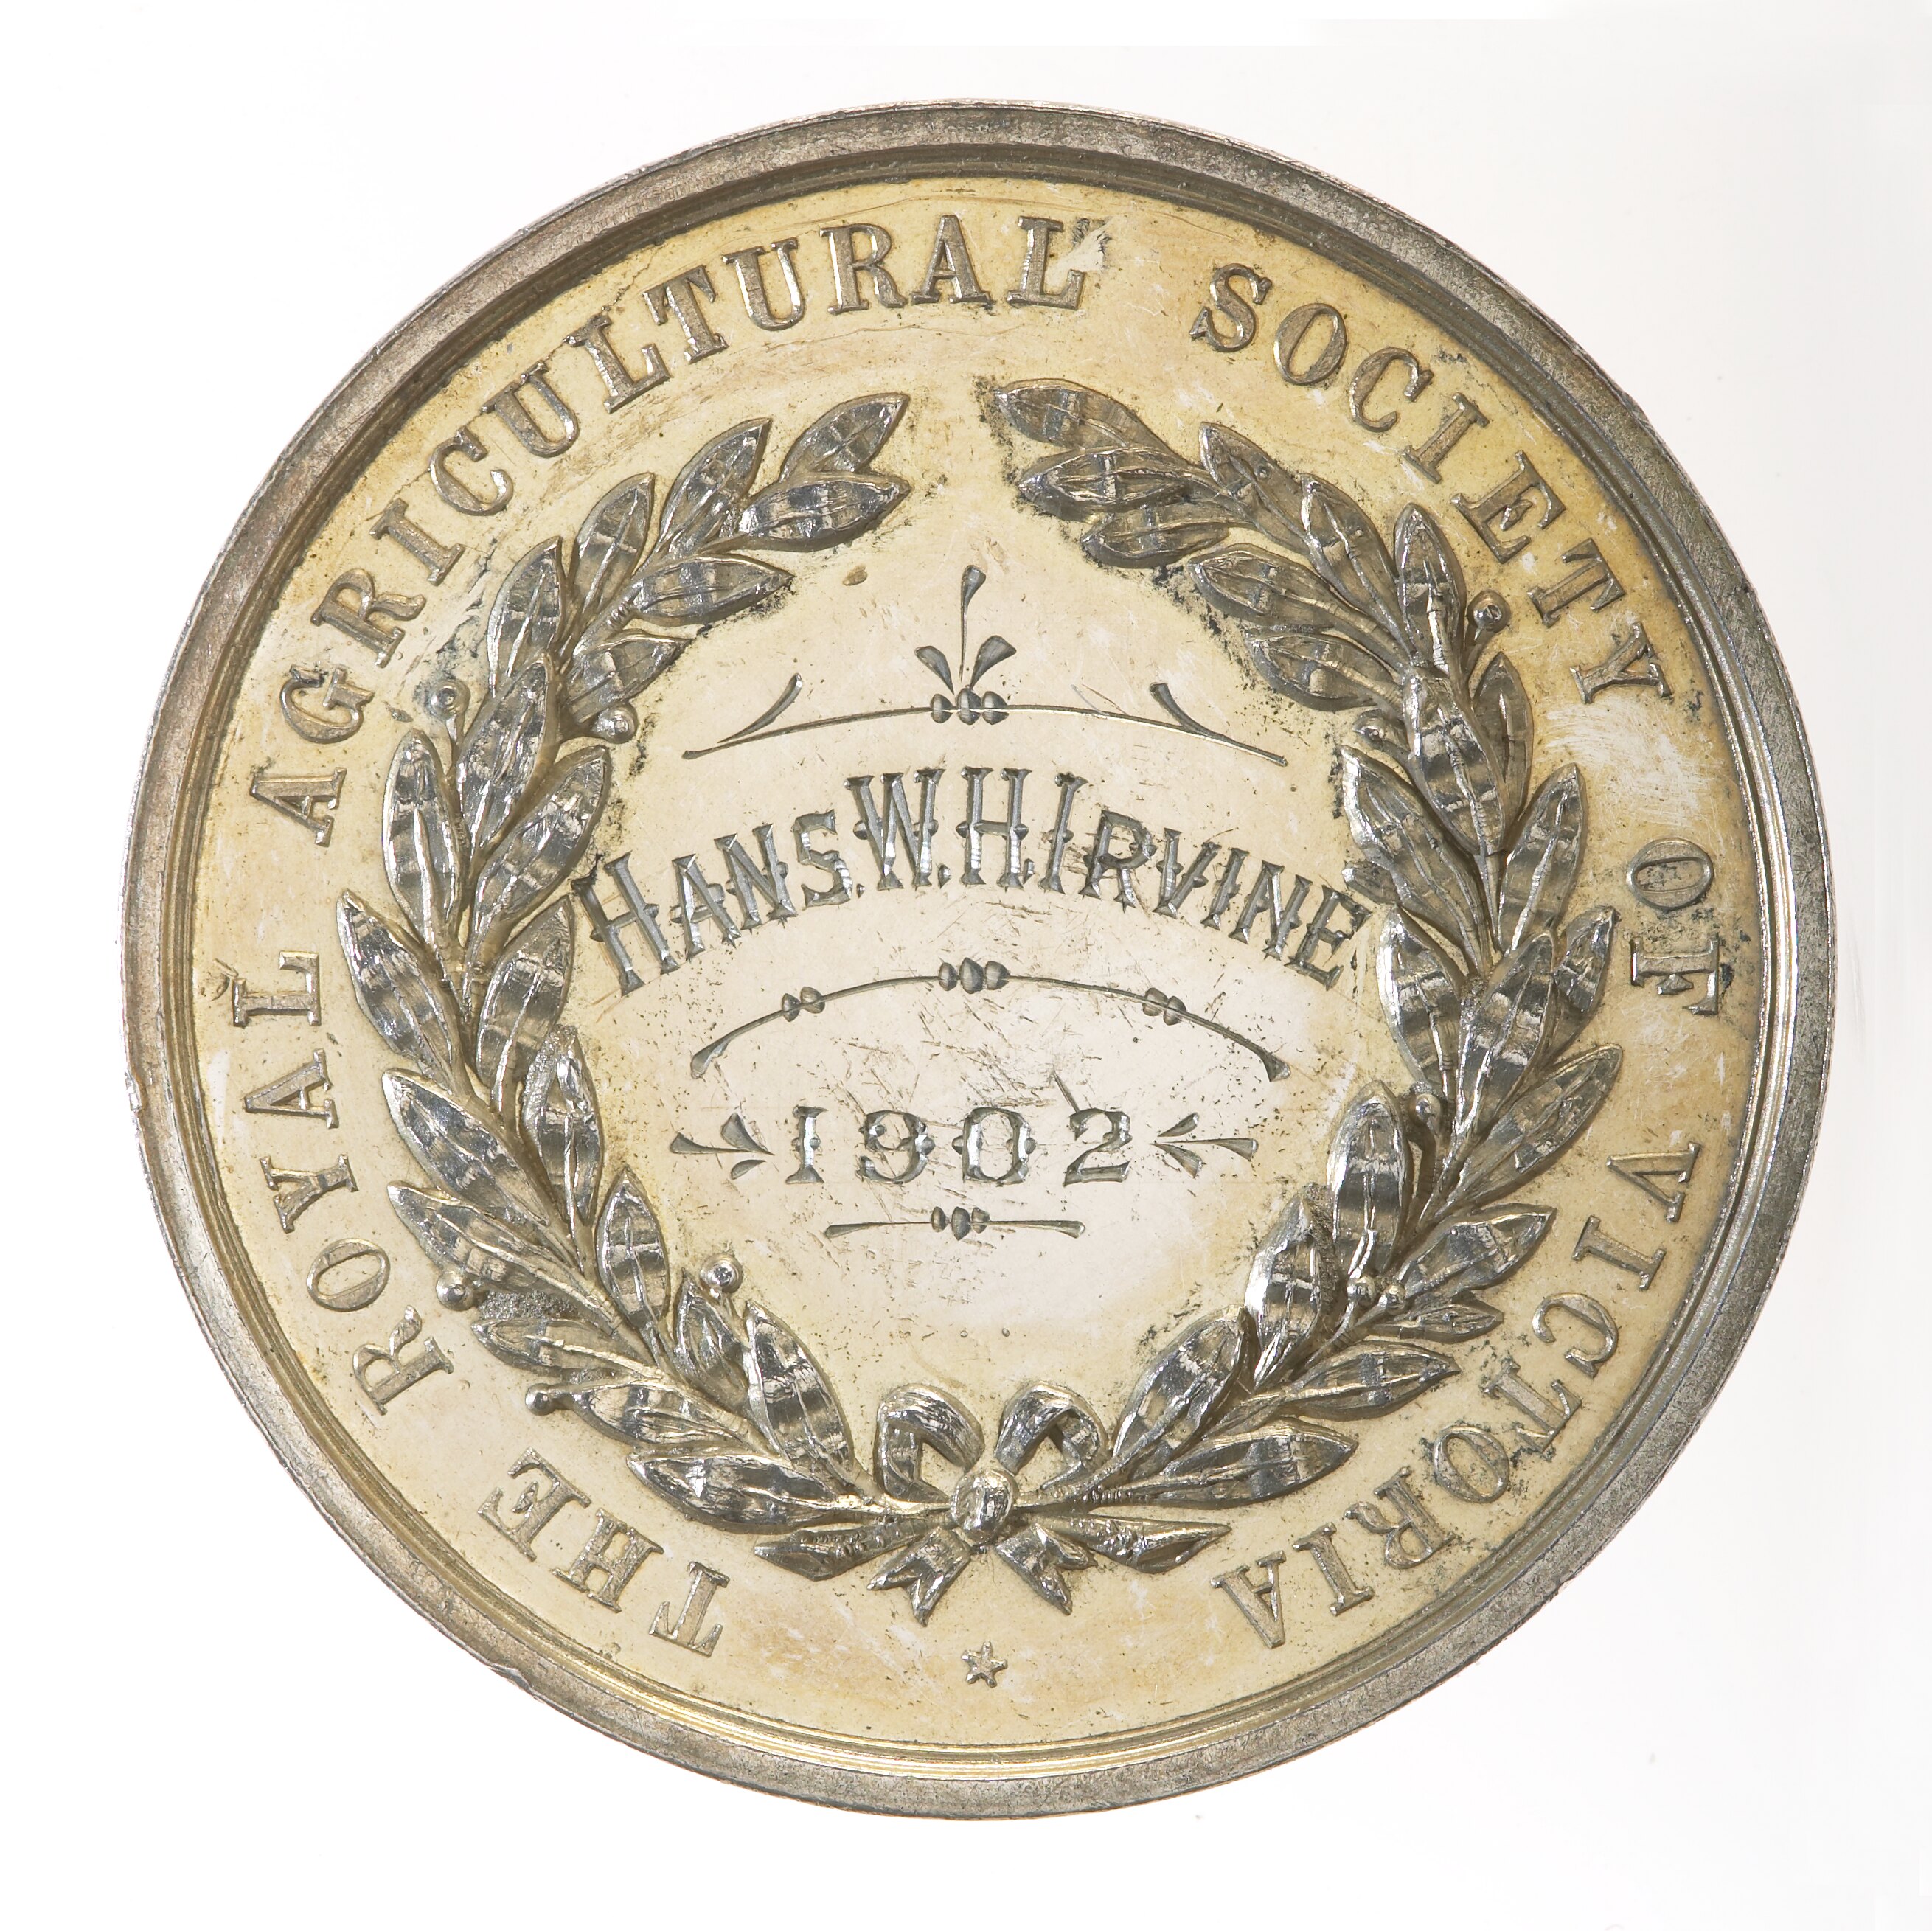 THE ROYAL AGRICULTURAL SOCIETY OF VICTORIA
HANS.W.H.IRVINE
1902